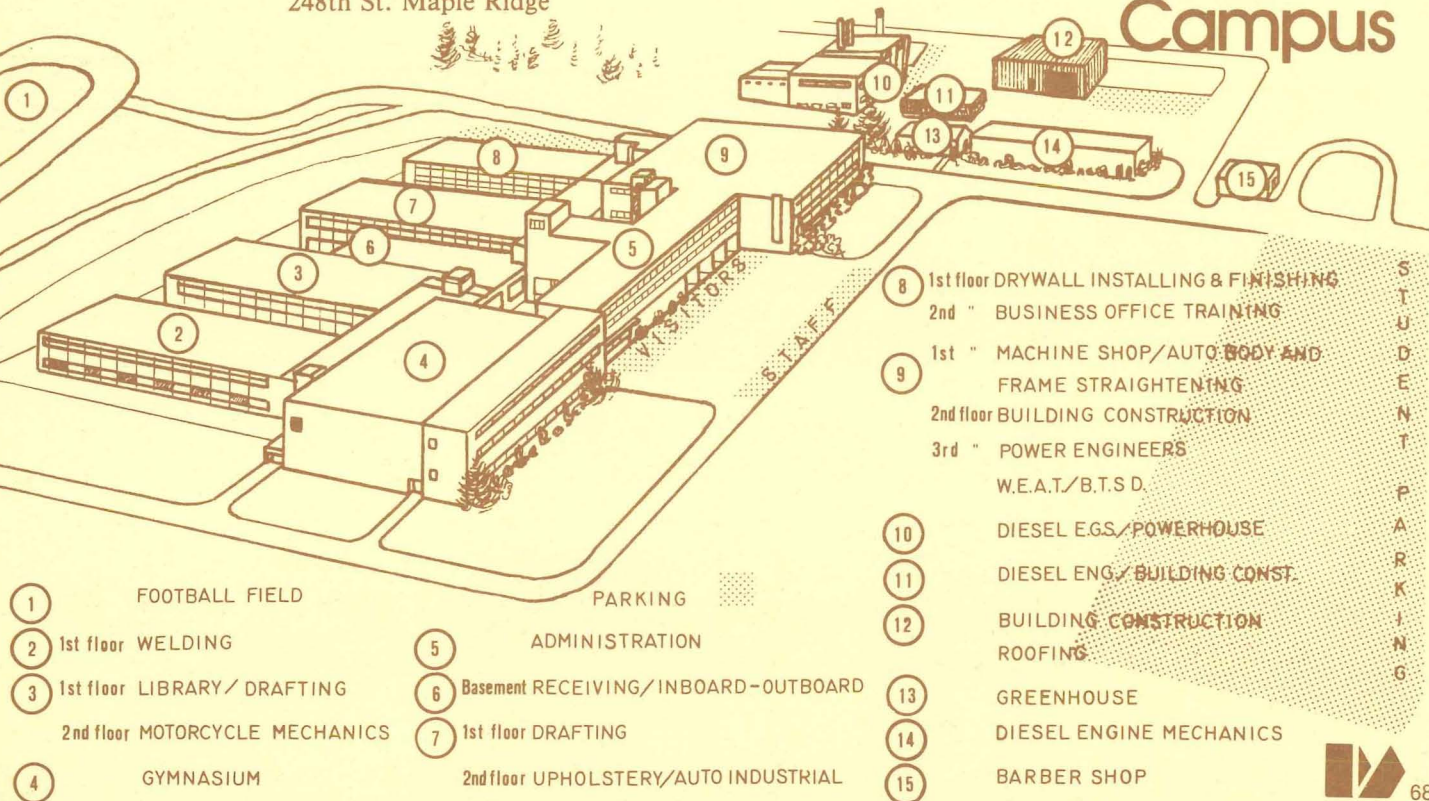 248th St. Maple Ridge
Campus
1
2
3
4
5
6
7
8
9
10
11
12
13
14
15
VISITORS
STAFF
STUDENT PARKING
1 FOOTBALL FIELD
2 1st floor WELDING
3 1st floor LIBRARY/DRAFTING
2nd floor MOTORCYCLE MECHANICS
4 GYMNASIUM
PARKING
5 ADMINISTRATION
6 Basement RECEIVING/INBOARD-OUTBOARD
7 1st floor DRAFTING
2nd floor UPHOLSTERY/AUTO INDUSTRIAL
8 1st floor DRYWALL INSTALLING & FINISHING
2nd " BUSINESS OFFICE TRAINING
9 1st " MACHINE SHOP/AUTO BODY AND
FRAME STRAIGHTENING
2nd floor BUILDING CONSTRUCTION
3rd " POWER ENGINEERS
W.E.A.T./B.T.S D.
10 DIESEL E.G.S./POWERHOUSE
11 DIESEL ENG./BUILDING CONST.
12 BUILDING CONSTRUCTION
ROOFING
13 GREENHOUSE
14 DIESEL ENGINE MECHANICS
15 BARBER SHOP
68